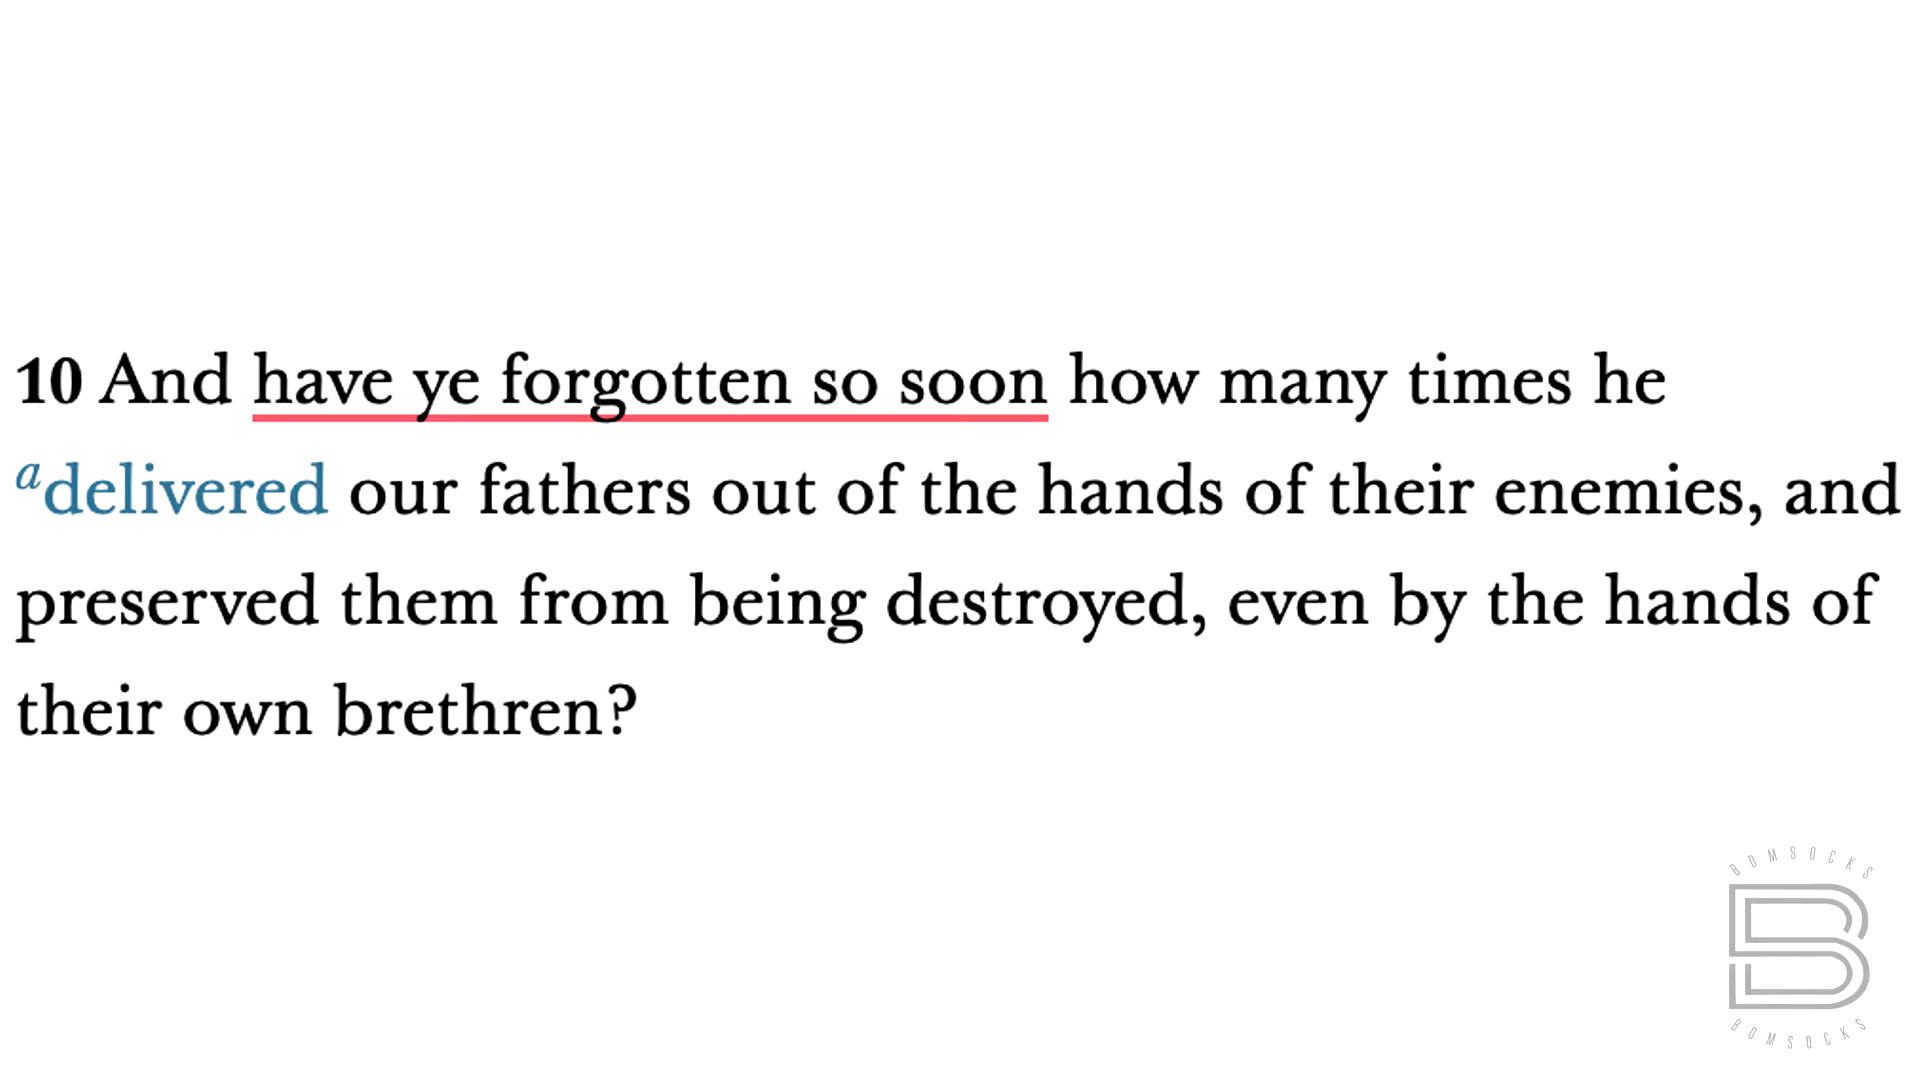 10 And have ye forgotten so soon how many times he
a delivered our fathers out of the hands of their enemies, and
preserved them from being destroyed, even by the hands of
their own brethren?
BOMSOCKS
B
BOMSOCKS